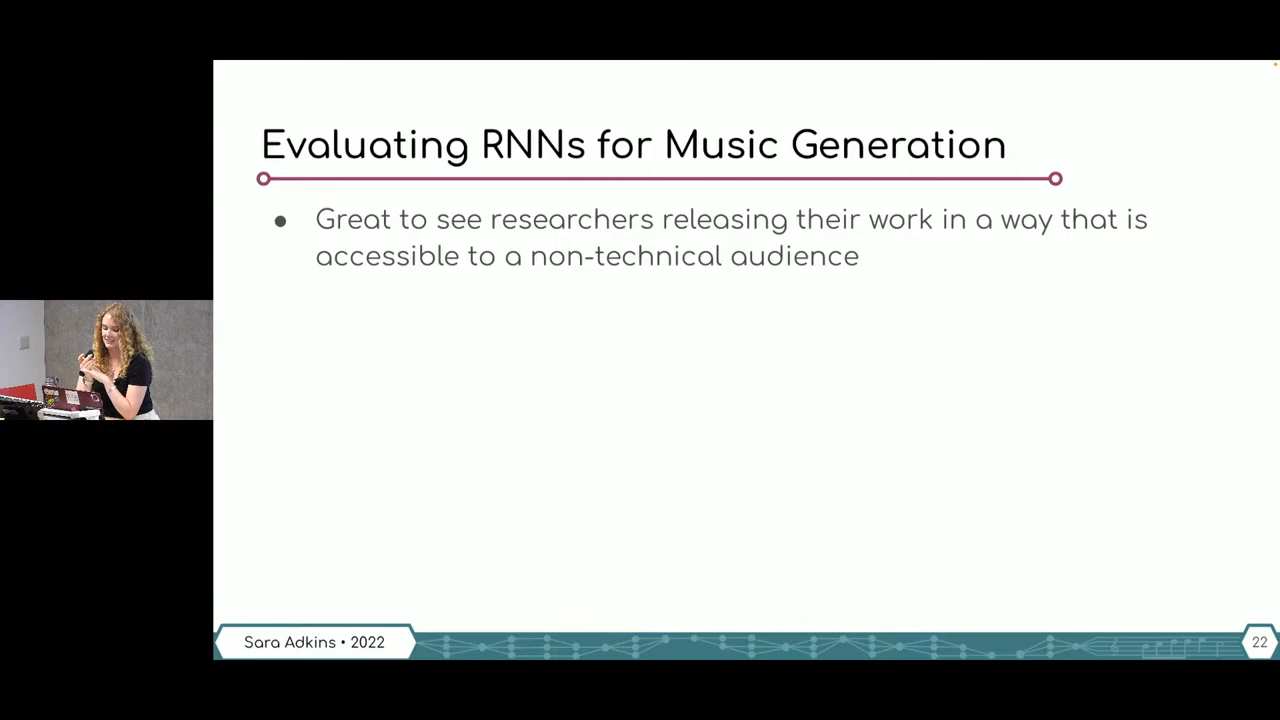 Evaluating RNNs for Music Generation
● Great to see researchers releasing their work in a way that is
accessible to a non-technical audience
Sara Adkins • 2022
22